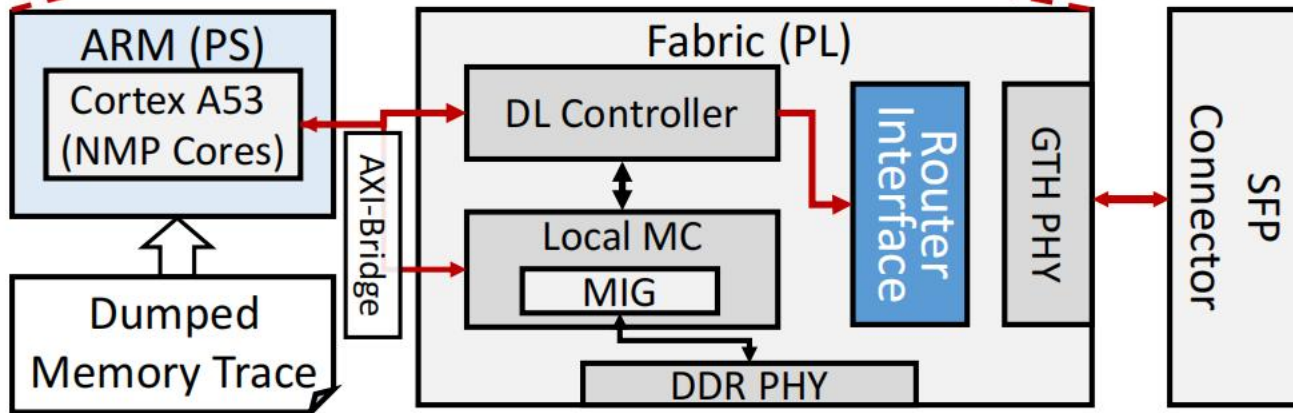 ARM (PS)
Cortex A53
(NMP Cores)
Dumped
Memory Trace
AXI-Bridge
Fabric (PL)
DL Controller
Local MC
MIG
DDR PHY
Router
Interface
GTH PHY
SFP
Connector